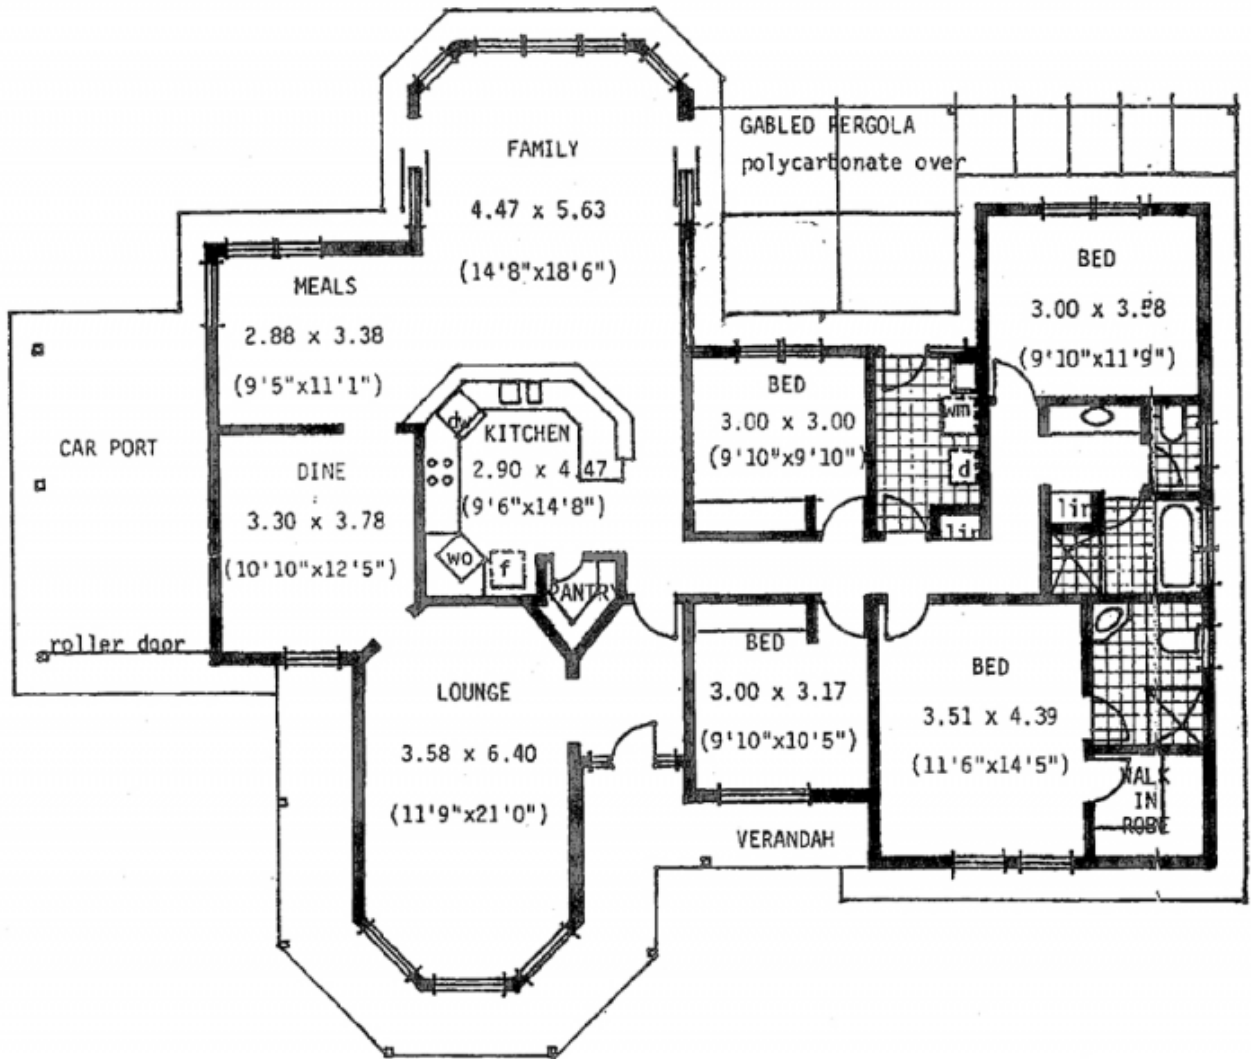 GABLED PERGOLA
polycarbonate over
FAMILY
4.47 x 5.63
(14'8"x18'6")
MEALS
2.88 x 3.38
(9'5"x11'1")
BED
3.00 x 3.58
(9'10"x11'9")
CAR PORT
DINE
3.30 x 3.78
(10'10"x12'5")
dw
KITCHEN
2.90 x 4.47
(9'6"x14'8")
wo
f
PANTRY
BED
3.00 x 3.00
(9'10"x9'10")
wm
d
lin
lin
roller door
LOUNGE
3.58 x 6.40
(11'9"x21'0")
BED
3.00 x 3.17
(9'10"x10'5")
BED
3.51 x 4.39
(11'6"x14'5")
WALK
IN
ROBE
VERANDAH